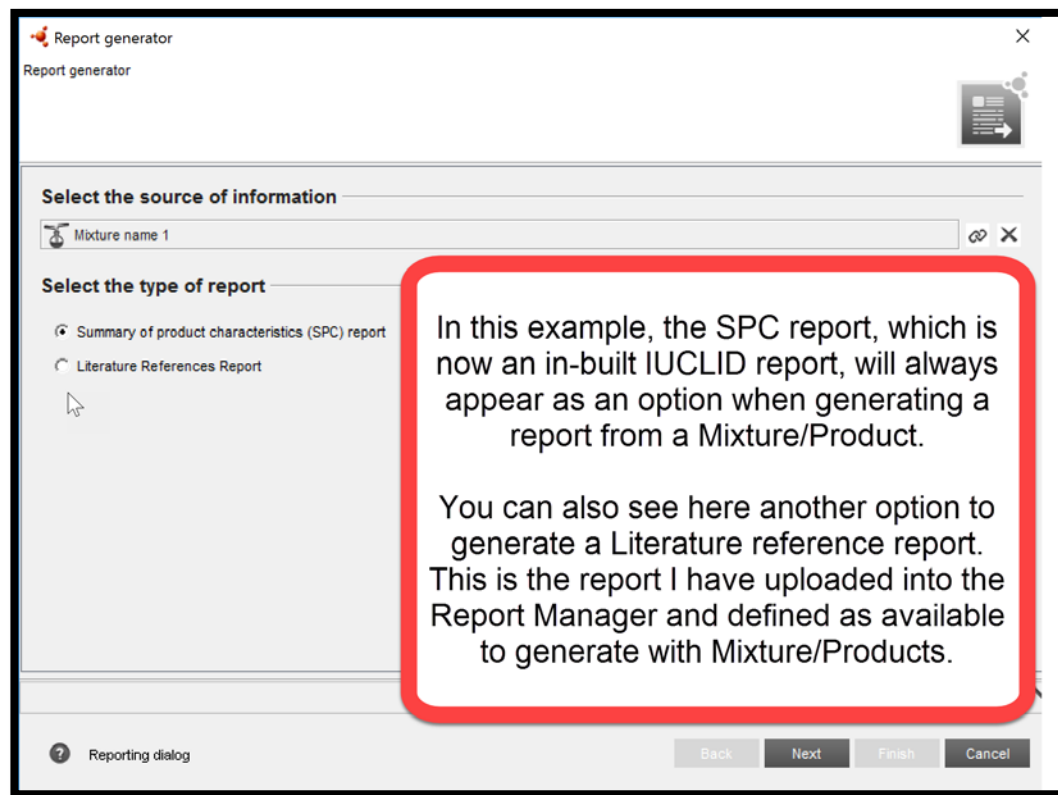 Report generator
Report generator
Select the source of information
Mixture name 1
Select the type of report
Summary of product characteristics (SPC) report
Literature References Report
In this example, the SPC report, which is
now an in-built IUCLID report, will always
appear as an option when generating a
report from a Mixture/Product.
You can also see here another option to
generate a Literature reference report.
This is the report I have uploaded into the
Report Manager and defined as available
to generate with Mixture/Products.
? Reporting dialog
Back Next Finish Cancel